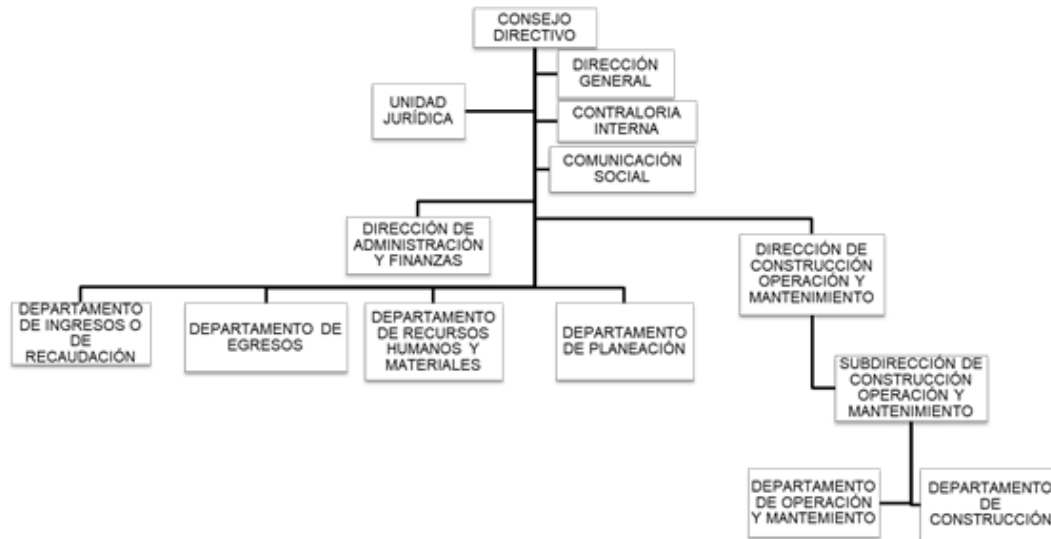 CONSEJO
DIRECTIVO
DIRECCIÓN
GENERAL
UNIDAD
JURÍDICA
CONTRALORIA
INTERNA
COMUNICACIÓN
SOCIAL
DIRECCIÓN DE
ADMINISTRACIÓN
Y FINANZAS
DIRECCIÓN DE
CONSTRUCCIÓN
OPERACIÓN Y
MANTENIMIENTO
DEPARTAMENTO
DE INGRESOS O
DE
RECAUDACIÓN
DEPARTAMENTO DE
EGRESOS
DEPARTAMENTO
DE RECURSOS
HUMANOS Y
MATERIALES
DEPARTAMENTO
DE PLANEACIÓN
SUBDIRECCIÓN DE
CONSTRUCCIÓN
OPERACIÓN Y
MANTENIMIENTO
DEPARTAMENTO
DE OPERACIÓN
Y MANTEMIENTO
DEPARTAMENTO
DE
CONSTRUCCIÓN